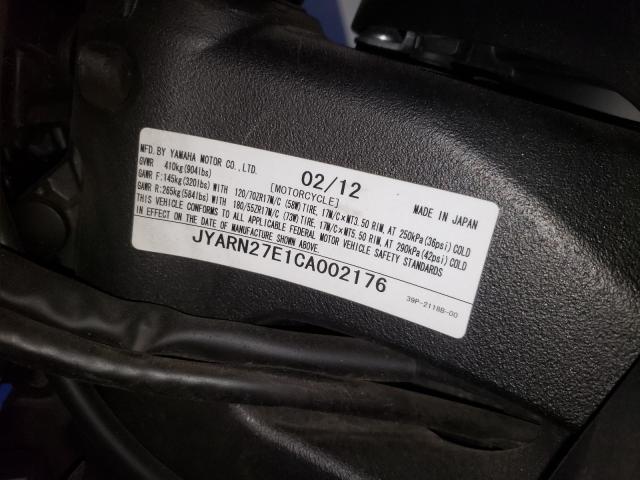 MFD. BY YAMAHA MOTOR CO., LTD. 02/12 MADE IN JAPAN
GVWR 410kg(904lbs) [MOTORCYCLE]
GAWR F:145kg(320lbs) WITH 120/70ZR17M/C (58W) TIRE, 17M/C×MT3.50 RIM, AT 250kPa(36psi) COLD
GAWR R:265kg(584lbs) WITH 180/55ZR17M/C (73W) TIRE, 17M/C×MT5.50 RIM, AT 290kPa(42psi) COLD
THIS VEHICLE CONFORMS TO ALL APPLICABLE FEDERAL MOTOR VEHICLE SAFETY STANDARDS
IN EFFECT ON THE DATE OF MANUFACTURE SHOWN ABOVE.
JYARN27E1CA002176
39P-2118B-00